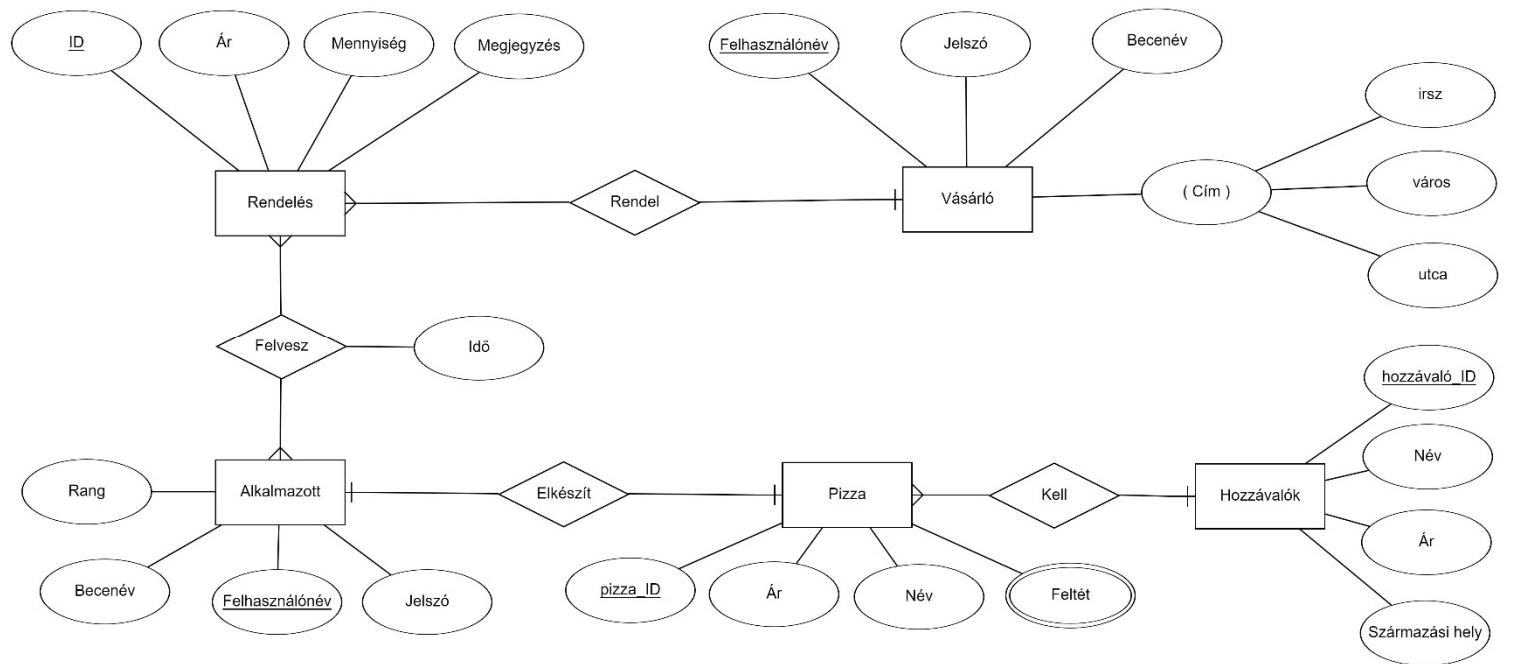 ID
Ár
Mennyiség
Megjegyzés
Felhasználónév
Jelszó
Becenév
irsz
Rendelés
Rendel
Vásárló
( Cím )
város
utca
Felvesz
Idő
hozzávaló_ID
Név
Rang
Alkalmazott
Elkészít
Pizza
Kell
Hozzávalók
Ár
Becenév
Felhasználónév
Jelszó
pizza_ID
Ár
Név
Feltét
Származási hely